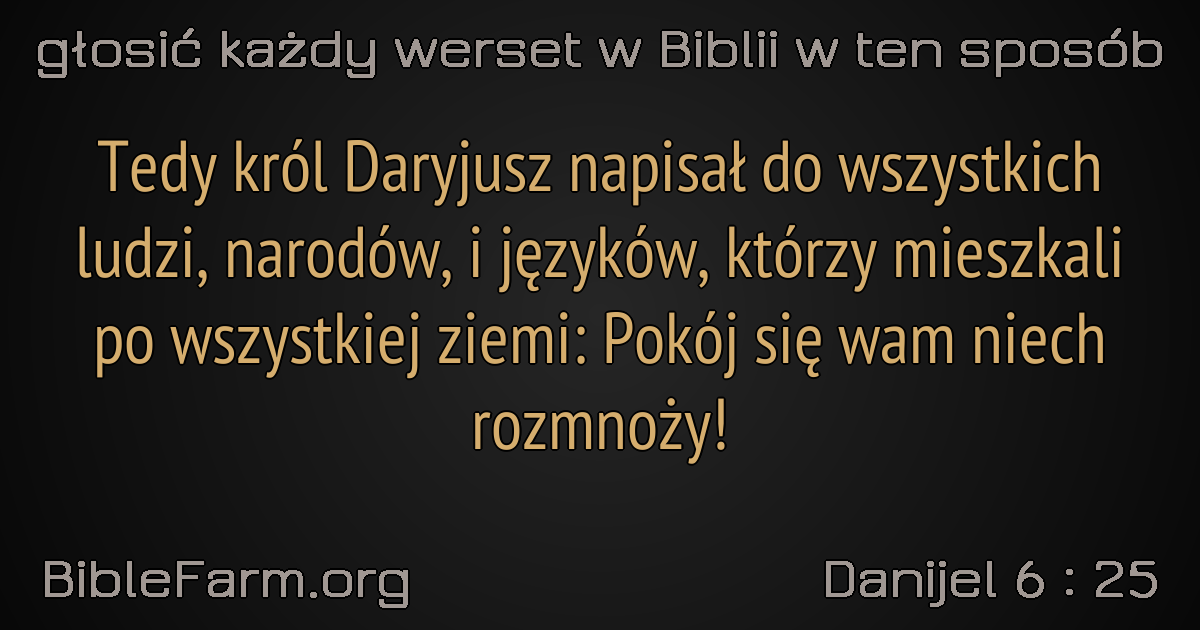 głosić każdy werset w Biblii w ten sposób
Tedy król Daryjusz napisał do wszystkich
ludzi, narodów, i języków, którzy mieszkali
po wszystkiej ziemi: Pokój się wam niech
rozmnoży!
BibleFarm.org
Danijel 6 : 25